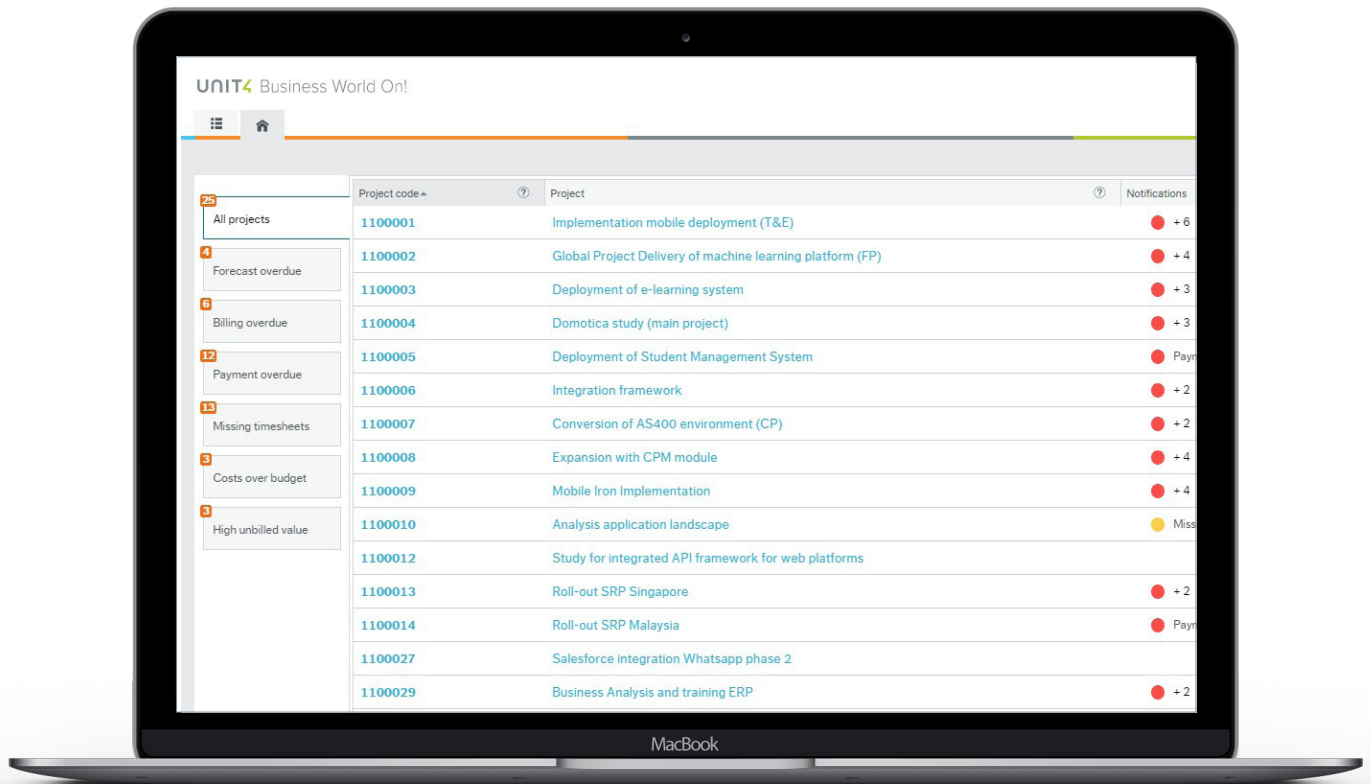 UNIT4 Business World On!
Project code
?
Project
?
Notifications
25
All projects
4
Forecast overdue
6
Billing overdue
12
Payment overdue
13
Missing timesheets
3
Costs over budget
3
High unbilled value
1100001 Implementation mobile deployment (T&E) + 6
1100002 Global Project Delivery of machine learning platform (FP) + 4
1100003 Deployment of e-learning system + 3
1100004 Domotica study (main project) + 3
1100005 Deployment of Student Management System
1100006 Integration framework + 2
1100007 Conversion of AS400 environment (CP) + 2
1100008 Expansion with CPM module + 4
1100009 Mobile Iron Implementation + 4
1100010 Analysis application landscape Miss
1100012 Study for integrated API framework for web platforms
1100013 Roll-out SRP Singapore + 2
1100014 Roll-out SRP Malaysia
1100027 Salesforce integration Whatsapp phase 2
1100029 Business Analysis and training ERP + 2
MacBook